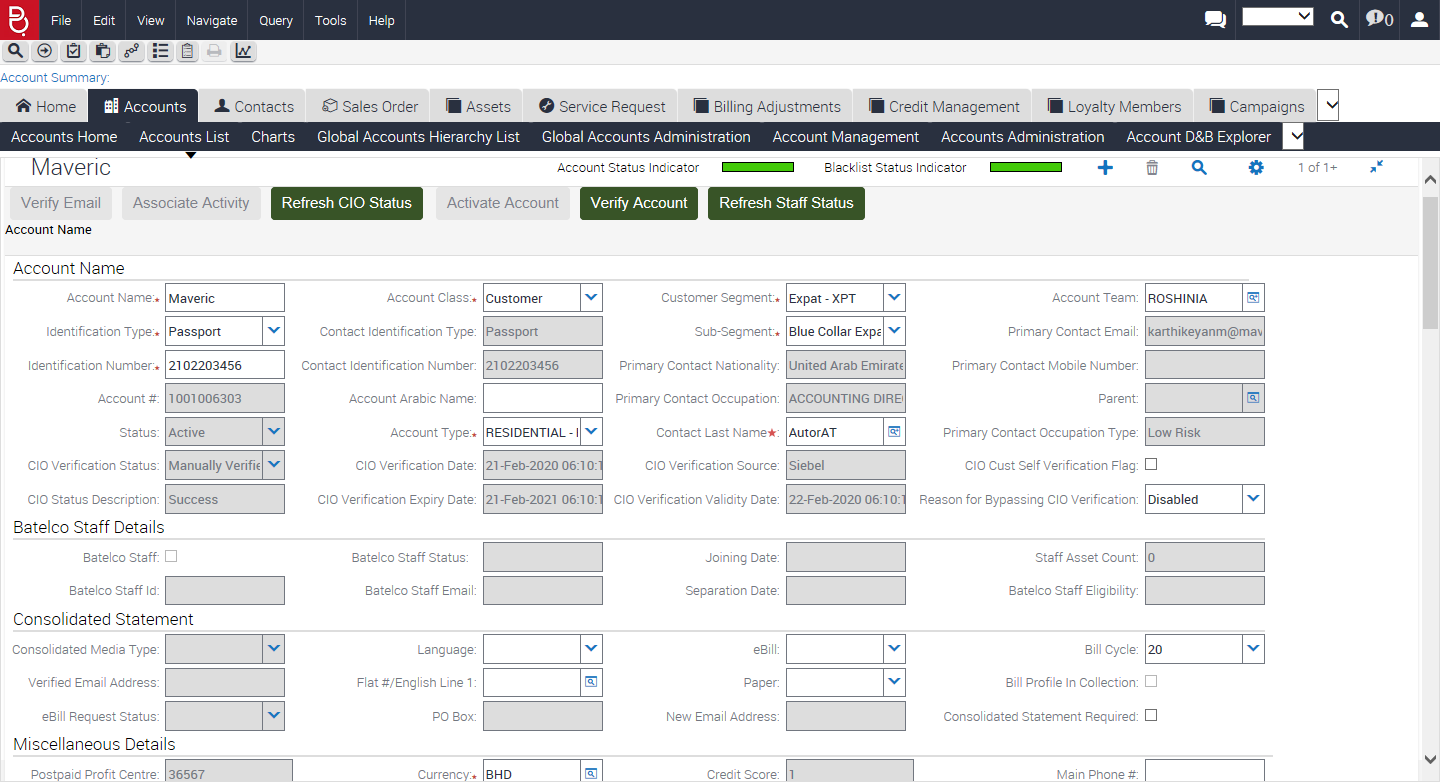 File Edit View Navigate Query Tools Help 0
Account Summary:
Home Accounts Contacts Sales Order Assets Service Request Billing Adjustments Credit Management Loyalty Members Campaigns
Accounts Home Accounts List Charts Global Accounts Hierarchy List Global Accounts Administration Account Management Accounts Administration Account D&B Explorer
Maveric Account Status Indicator Blacklist Status Indicator 1 of 1+
Verify Email Associate Activity Refresh CIO Status Activate Account Verify Account Refresh Staff Status
Account Name
Account Name
Account Name:* Maveric Account Class:* Customer Customer Segment:* Expat - XPT Account Team: ROSHINIA
Identification Type:* Passport Contact Identification Type: Passport Sub-Segment:* Blue Collar Expa Primary Contact Email: karthikeyanm@mav
Identification Number:* 2102203456 Contact Identification Number: 2102203456 Primary Contact Nationality: United Arab Emirate Primary Contact Mobile Number:
Account #: 1001006303 Account Arabic Name: Primary Contact Occupation: ACCOUNTING DIRE Parent:
Status: Active Account Type:* RESIDENTIAL - I Contact Last Name★: AutorAT Primary Contact Occupation Type: Low Risk
CIO Verification Status: Manually Verifie CIO Verification Date: 21-Feb-2020 06:10:1 CIO Verification Source: Siebel CIO Cust Self Verification Flag:
CIO Status Description: Success CIO Verification Expiry Date: 21-Feb-2021 06:10:1 CIO Verification Validity Date: 22-Feb-2020 06:10:1 Reason for Bypassing CIO Verification: Disabled
Batelco Staff Details
Batelco Staff: Batelco Staff Status: Joining Date: Staff Asset Count: 0
Batelco Staff Id: Batelco Staff Email: Separation Date: Batelco Staff Eligibility:
Consolidated Statement
Consolidated Media Type: Language: eBill: Bill Cycle: 20
Verified Email Address: Flat #/English Line 1: Paper: Bill Profile In Collection:
eBill Request Status: PO Box: New Email Address: Consolidated Statement Required:
Miscellaneous Details
Postpaid Profit Centre: 36567 Currency:* BHD Credit Score: 1 Main Phone #: